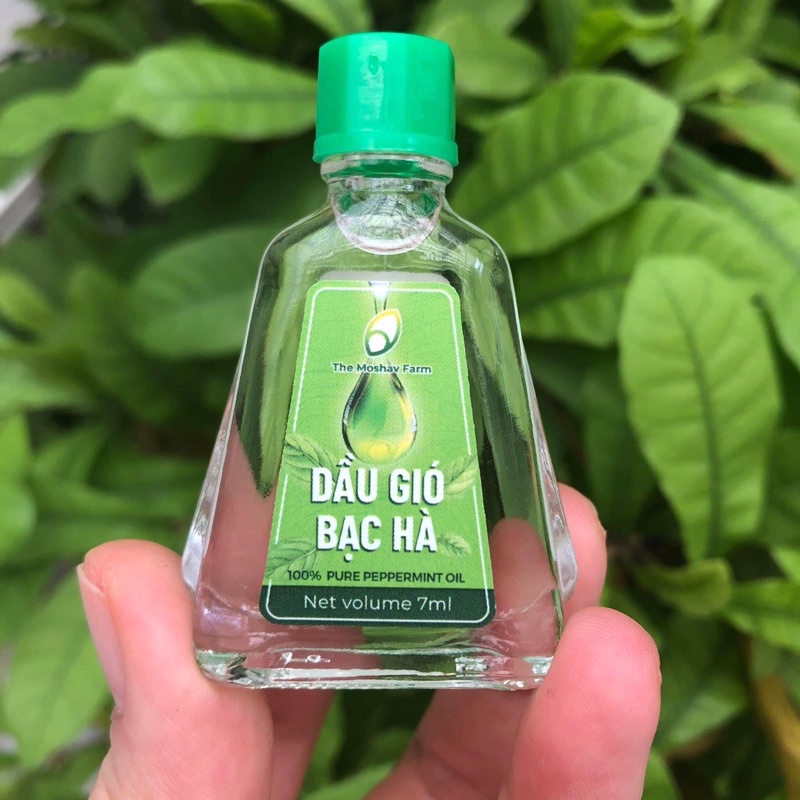 The Moshav Farm
DẦU GIÓ
BẠC HÀ
100% PURE PEPPERMINT OIL
Net volume 7ml